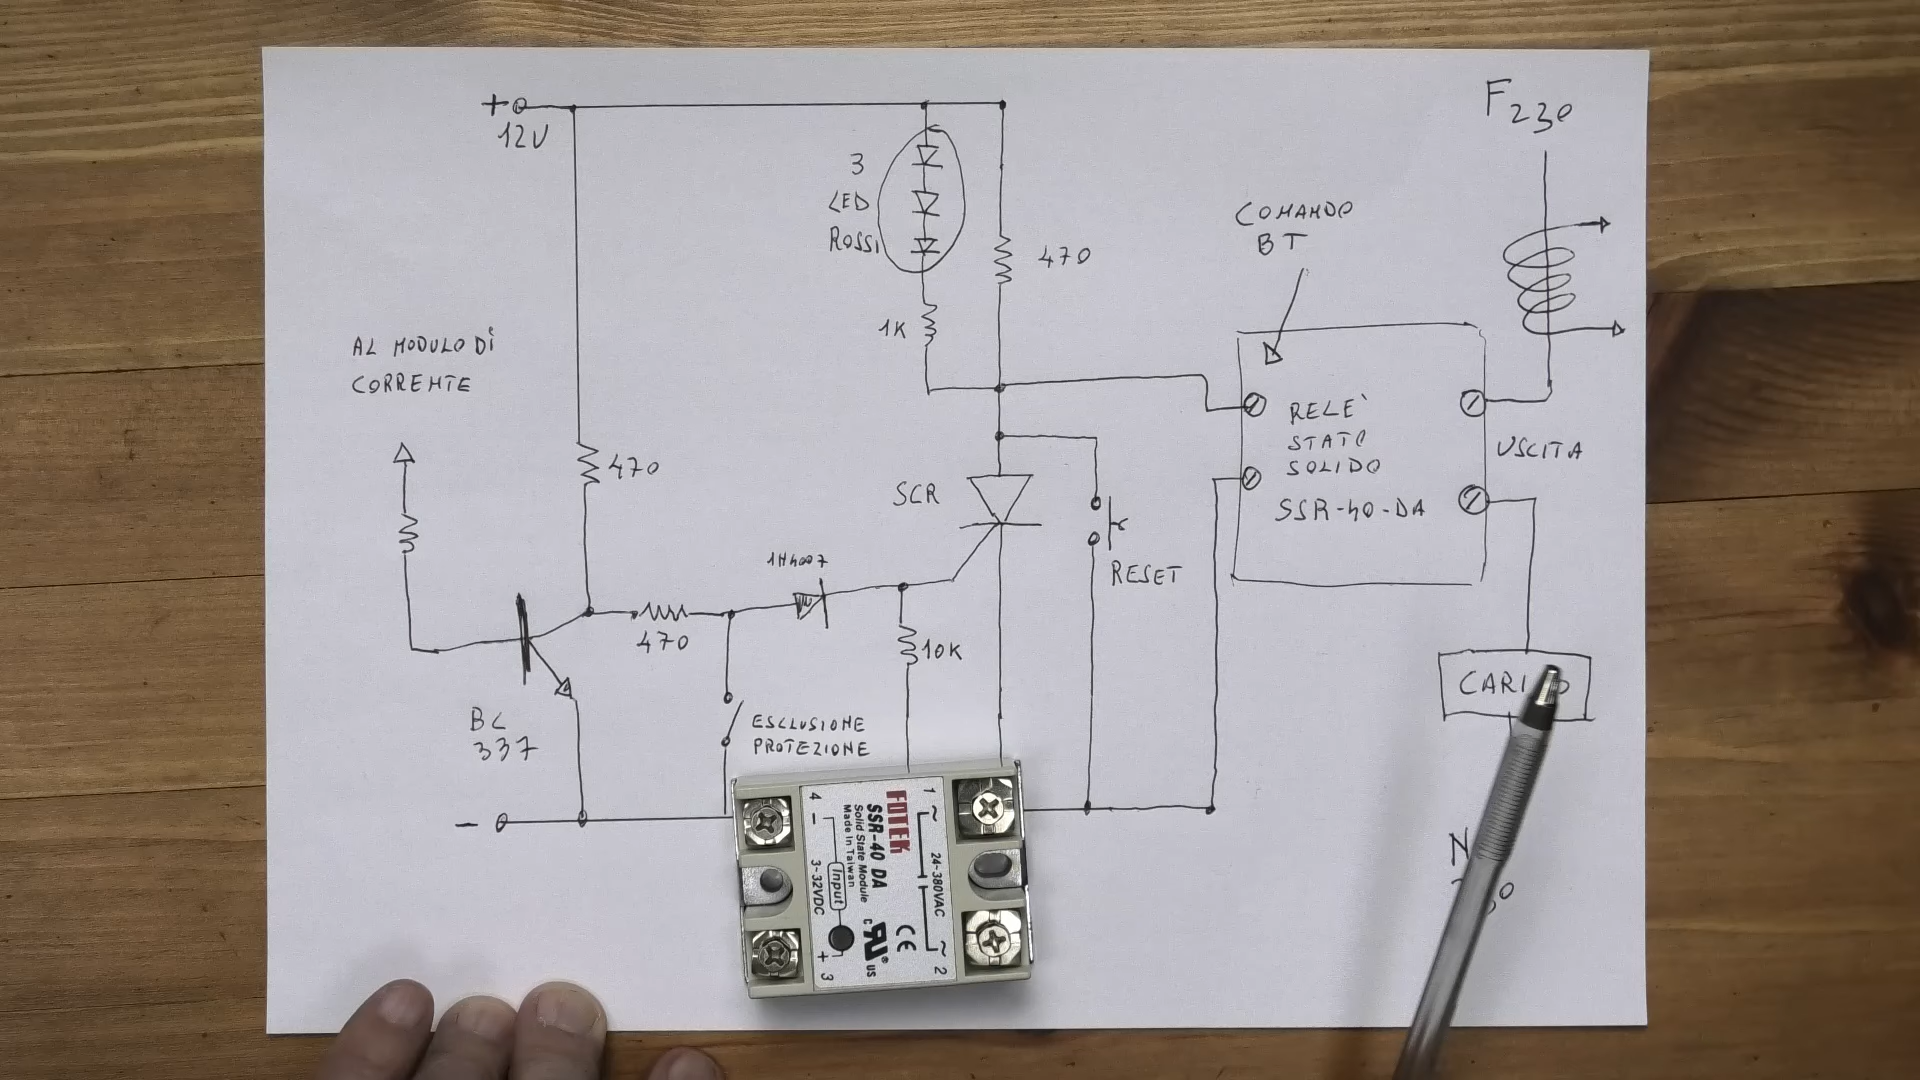 +
12V
3
LED
ROSSI
470
1K
F230
COMANDO
BT
AL MODULO DI
CORRENTE
470
SCR
RELE'
STATO
SOLIDO
SSR-40-DA
USCITA
1N4007
RESET
470
10K
BC
337
ESCLUSIONE
PROTEZIONE
-
N
FOTEK
SSR-40 DA
Solid State Module
Made in Taiwan
1 ~
24-380VAC
~ 2
4 -
Input
3-32VDC
+ 3
CE
c RU US